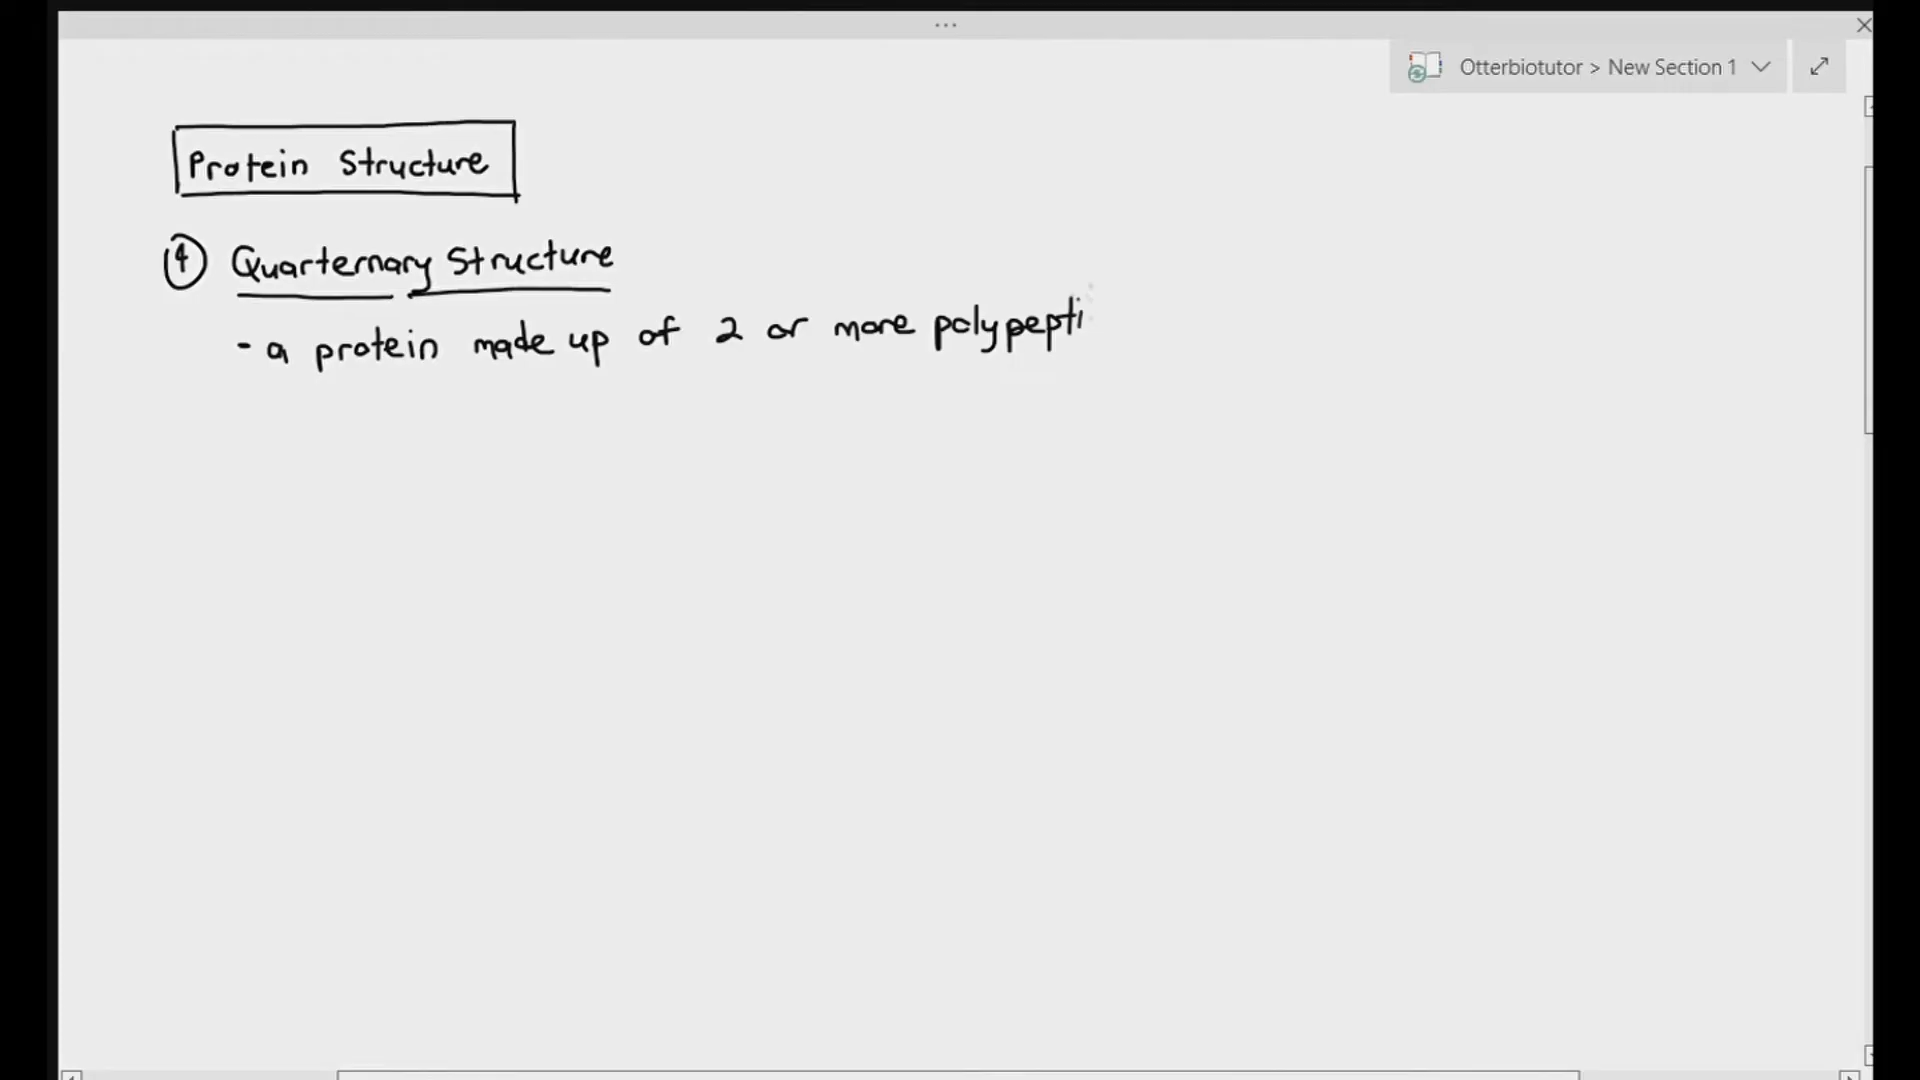 ...
Otterbiotutor > New Section 1
Protein Structure
4 Quarternary Structure
- a protein made up of 2 or more polypepti